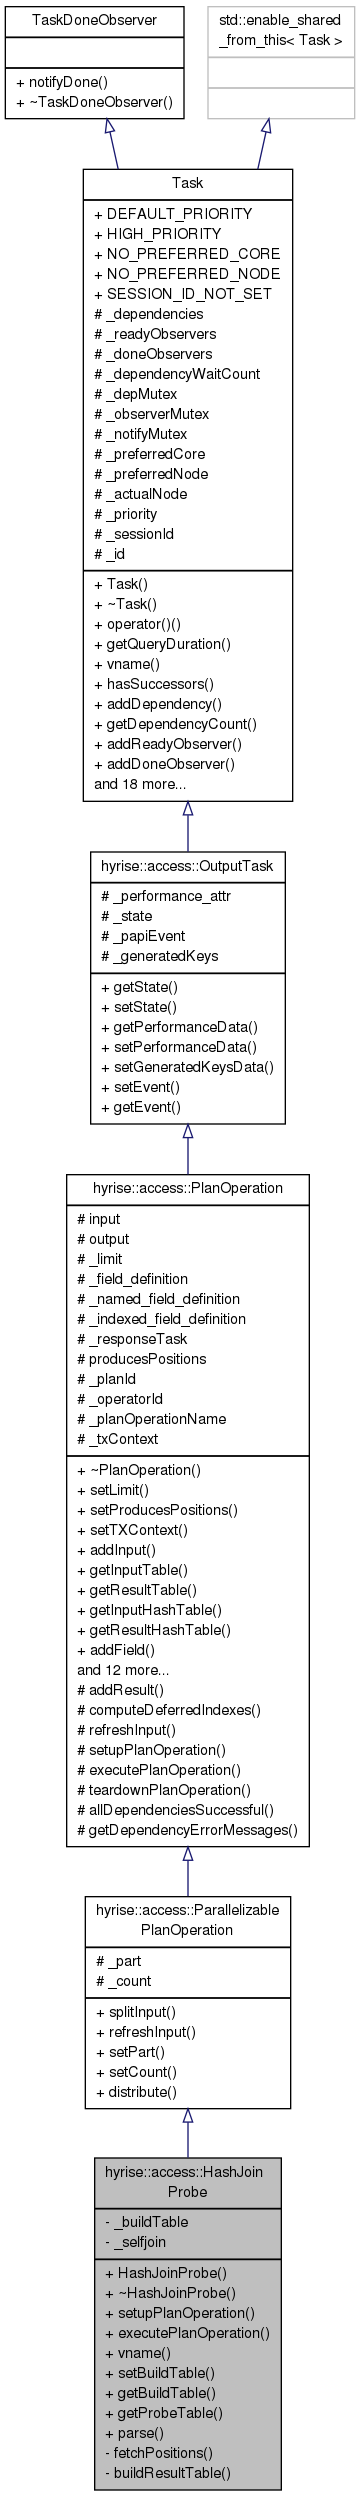 TaskDoneObserver
+ notifyDone()
+ ~TaskDoneObserver()
std::enable_shared
_from_this< Task >
Task
+ DEFAULT_PRIORITY
+ HIGH_PRIORITY
+ NO_PREFERRED_CORE
+ NO_PREFERRED_NODE
+ SESSION_ID_NOT_SET
# _dependencies
# _readyObservers
# _doneObservers
# _dependencyWaitCount
# _depMutex
# _observerMutex
# _notifyMutex
# _preferredCore
# _preferredNode
# _actualNode
# _priority
# _sessionId
# _id
+ Task()
+ ~Task()
+ operator()()
+ getQueryDuration()
+ vname()
+ hasSuccessors()
+ addDependency()
+ getDependencyCount()
+ addReadyObserver()
+ addDoneObserver()
and 18 more...
hyrise::access::OutputTask
# _performance_attr
# _state
# _papiEvent
# _generatedKeys
+ getState()
+ setState()
+ getPerformanceData()
+ setPerformanceData()
+ setGeneratedKeysData()
+ setEvent()
+ getEvent()
hyrise::access::PlanOperation
# input
# output
# _limit
# _field_definition
# _named_field_definition
# _indexed_field_definition
# _responseTask
# producesPositions
# _planId
# _operatorId
# _planOperationName
# _txContext
+ ~PlanOperation()
+ setLimit()
+ setProducesPositions()
+ setTXContext()
+ addInput()
+ getInputTable()
+ getResultTable()
+ getInputHashTable()
+ getResultHashTable()
+ addField()
and 12 more...
# addResult()
# computeDeferredIndexes()
# refreshInput()
# setupPlanOperation()
# executePlanOperation()
# teardownPlanOperation()
# allDependenciesSuccessful()
# getDependencyErrorMessages()
hyrise::access::Parallelizable
PlanOperation
# _part
# _count
+ splitInput()
+ refreshInput()
+ setPart()
+ setCount()
+ distribute()
hyrise::access::HashJoin
Probe
- _buildTable
- _selfjoin
+ HashJoinProbe()
+ ~HashJoinProbe()
+ setupPlanOperation()
+ executePlanOperation()
+ vname()
+ setBuildTable()
+ getBuildTable()
+ getProbeTable()
+ parse()
- fetchPositions()
- buildResultTable()